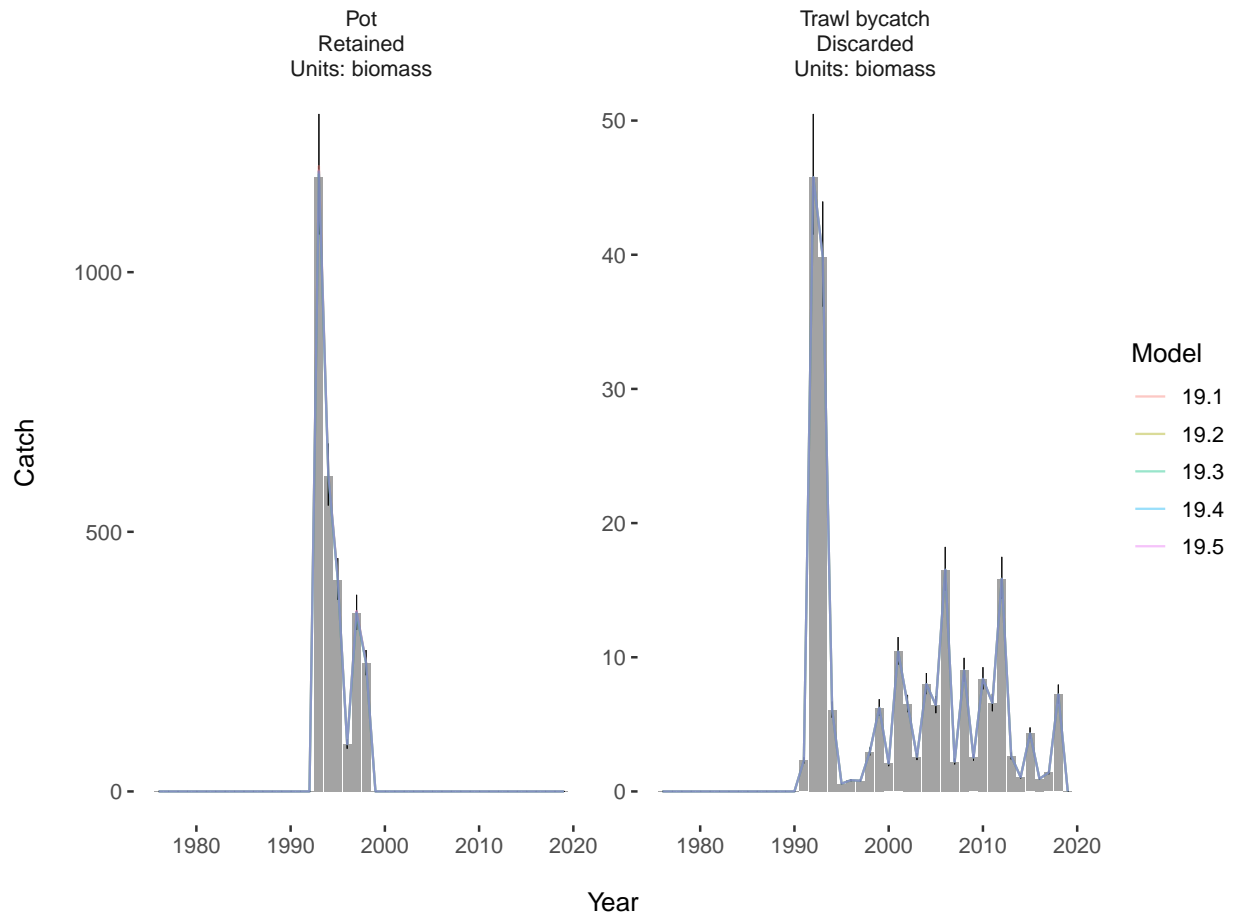 Pot
Retained
Units: biomass
Trawl bycatch
Discarded
Units: biomass
Catch
1000
500
0
50
40
30
20
10
0
1980 1990 2000 2010 2020
1980 1990 2000 2010 2020
Year
Model
19.1
19.2
19.3
19.4
19.5